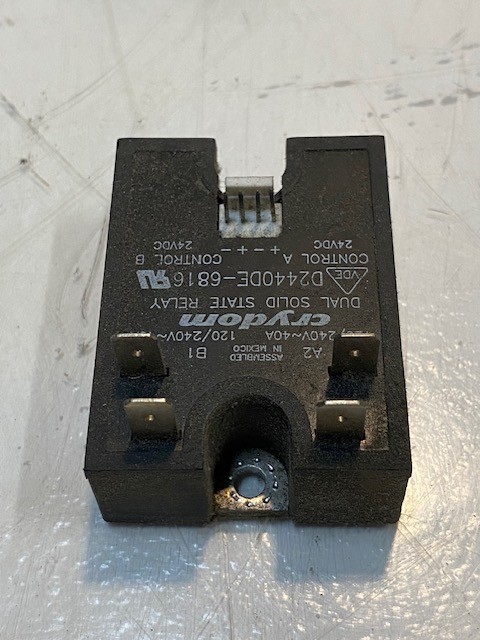 A2 ASSEMBLED B1
IN MEXICO
240V~40A 120/240V~
crydom
DUAL SOLID STATE RELAY
VDE D2440DE-6816
CONTROL A CONTROL B
24VDC + - + - 24VDC